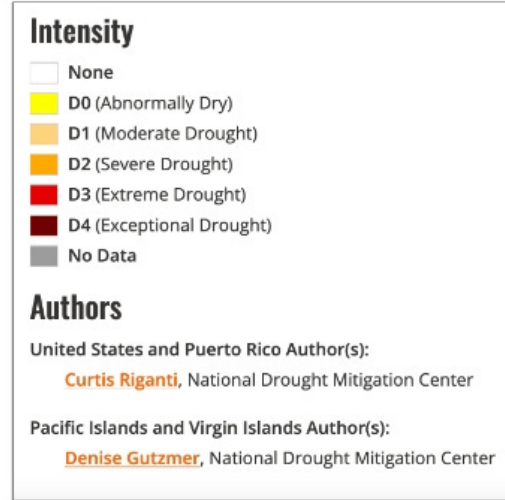 Intensity
None
D0 (Abnormally Dry)
D1 (Moderate Drought)
D2 (Severe Drought)
D3 (Extreme Drought)
D4 (Exceptional Drought)
No Data
Authors
United States and Puerto Rico Author(s):
Curtis Riganti, National Drought Mitigation Center
Pacific Islands and Virgin Islands Author(s):
Denise Gutzmer, National Drought Mitigation Center